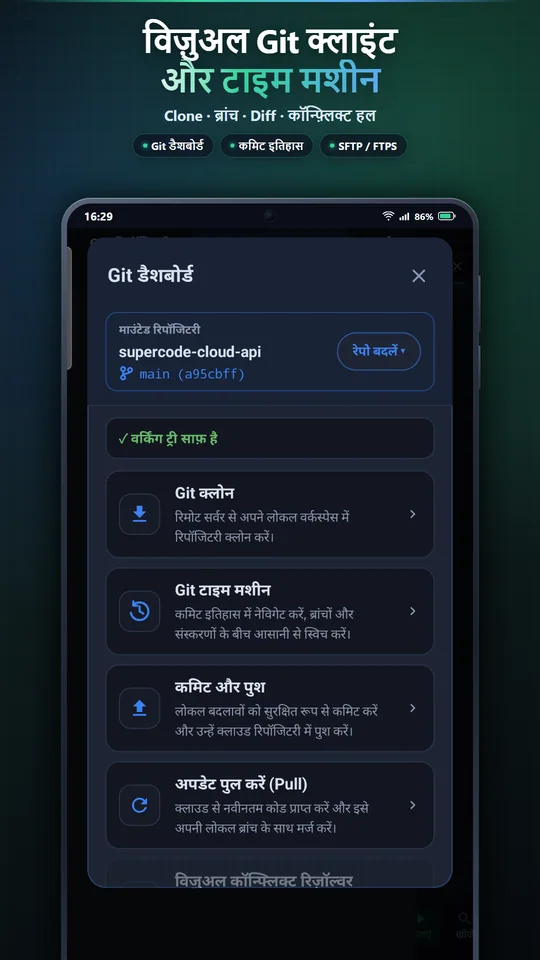 विज़ुअल Git क्लाइंट
और टाइम मशीन
Clone · ब्रांच · Diff · कॉन्फ़्लिक्ट हल
Git डैशबोर्ड
कमिट इतिहास
SFTP / FTPS
16:29
86%
Git डैशबोर्ड
माउंटेड रिपॉजिटरी
supercode-cloud-api
main (a95cbff)
रेपो बदलें
✓ वर्किंग ट्री साफ़ है
Git क्लोन
रिमोट सर्वर से अपने लोकल वर्कस्पेस में
रिपॉजिटरी क्लोन करें।
Git टाइम मशीन
कमिट इतिहास में नेविगेट करें, ब्रांचों और
संस्करणों के बीच आसानी से स्विच करें।
कमिट और पुश
लोकल बदलावों को सुरक्षित रूप से कमिट करें
और उन्हें क्लाउड रिपॉजिटरी में पुश करें।
अपडेट पुल करें (Pull)
क्लाउड से नवीनतम कोड प्राप्त करें और इसे
अपनी लोकल ब्रांच के साथ मर्ज करें।
विज़ुअल कॉन्फ्लिक्ट रिज़ॉल्वर